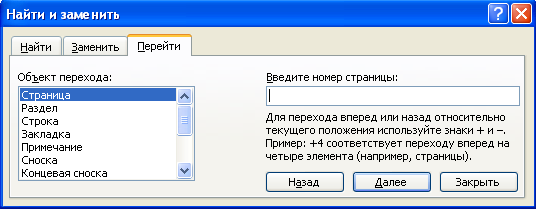 Найти и заменить
Найти
Заменить
Перейти
Объект перехода:
Страница
Раздел
Строка
Закладка
Примечание
Сноска
Концевая сноска
Введите номер страницы:
Для перехода вперед или назад относительно
текущего положения используйте знаки + и –.
Пример: +4 соответствует переходу вперед на
четыре элемента (например, страницы).
Назад
Далее
Закрыть